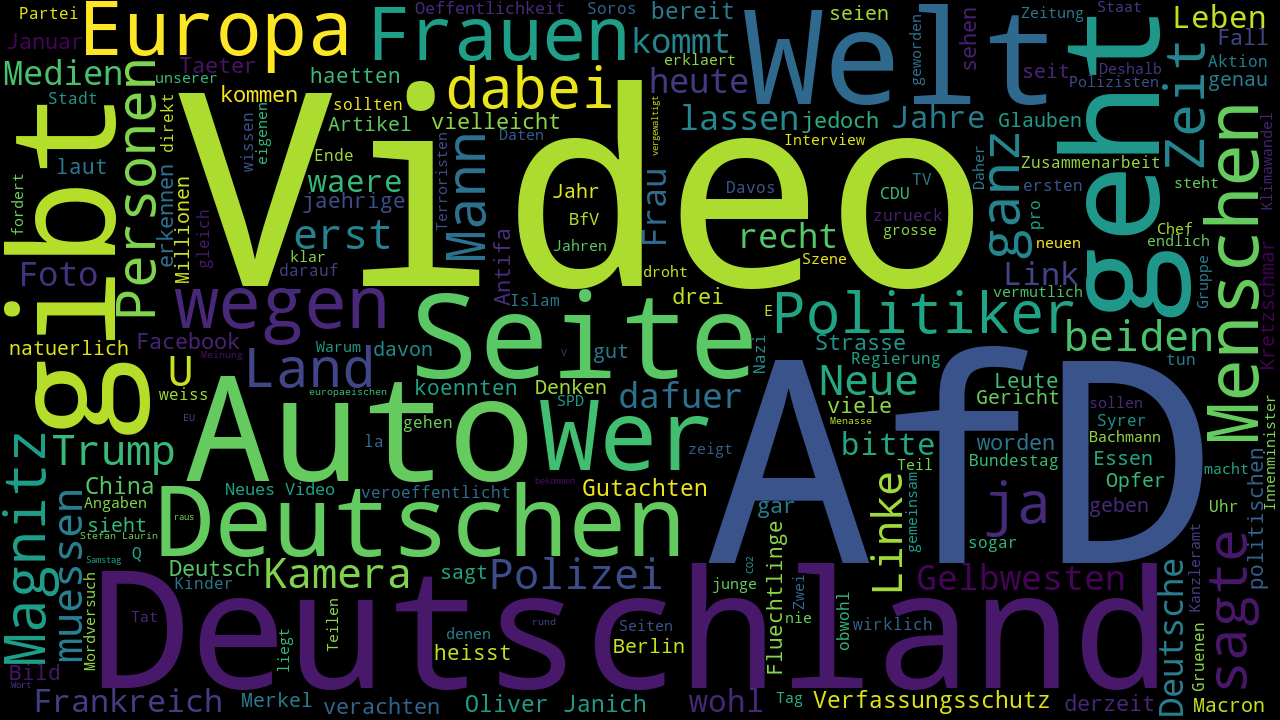 Partei
Europa
Frauen
Oeffentlichkeit
Soros
bereit
kommt
erklaert
Welt
seien
geworden
sehen
Zeitung
Staat
Leben
Januar
Medien
Taeter
unserer
haetten
kommen
dabei
heute
seit
Deshalb
Polizisten
Fall
Aktion
genau
Stadt
gibt
Personen
direkt
wissen
eigenen
sollten
Artikel
vielleicht
Daten
vergewaltigt
lassen
jedoch
Jahre
Glauben
geht
Zeit
Klimawandel
fordert
laut
erkennen
Millionen
gleich
Video
Ende
waere
jaehrige
erst
klar
darauf
Mann
Terroristen
Antifa
Jahr
BfV
Jahren
Frau
droht
Interview
Davos
CDU
TV
zurueck
grosse
recht
Szene
Daher
ganz
Zusammenarbeit
ersten
pro
neuen
steht
Chef
endlich
Gruppe
Menschen
Foto
wegen
Islam
drei
E
Politiker
Link
vermutlich
Kretzschmar
natuerlich
Facebook
Meinung
U
weiss
EU
Land
Warum
davon
europaeischen
Seite
V
gut
Nazi
Strasse
Regierung
beiden
tun
koennten
Denken
SPD
dafuer
Neue
viele
Menasse
Leute
Gericht
sollen
Syrer
Bachmann
Trump
Auto
la
gehen
Wer
zeigt
AfD
bitte
Teil
worden
Bundestag
Essen
Opfer
macht
Innenminister
Magnitz
muessen
China
Angaben
sieht
Stefan Laurin
Q
raus
Neues Video
veroeffentlicht
bekommen
Gutachten
gar
Linke
gemeinsam
sogar
ja
geben
Uhr
politischen
Deutschen
Samstag
Deutsch
Kinder
Kamera
sagt
Polizei
junge
CO2
Zwei
nie
Fluechtlinge
obwohl
wirklich
Gelbwesten
Kanzleramt
sagte
Mordversuch
Tat
Deutschland
liegt
Teilen
denen
heisst
rund
Seiten
Berlin
Deutsche
Gruenen
Bild
Wort
Frankreich
Merkel
verachten
Oliver Janich
wohl
Tag
Verfassungsschutz
derzeit
Macron